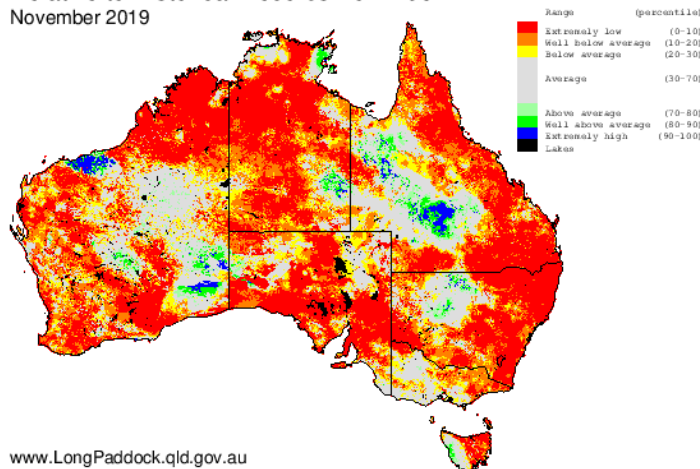 November 2019
Range (percentile)
Extremely low (0-10)
Well below average (10-20)
Below average (20-30)
Average (30-70)
Above average (70-80)
Well above average (80-90)
Extremely high (90-100)
Lakes
www.LongPaddock.qld.gov.au